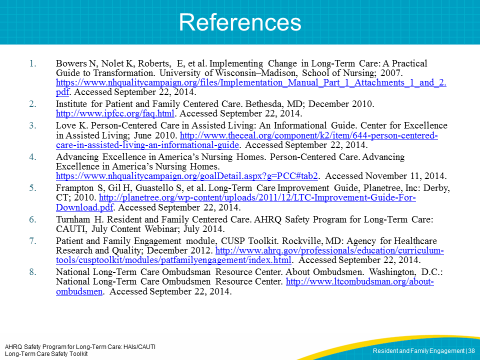 References
1. Bowers N, Nolet K, Roberts, E, et al. Implementing Change in Long-Term Care: A Practical
Guide to Transformation. University of Wisconsin–Madison, School of Nursing; 2007.
https://www.nhqualitycampaign.org/files/Implementation_Manual_Part_1_Attachments_1_and_2.
pdf. Accessed September 22, 2014.
2. Institute for Patient and Family Centered Care. Bethesda, MD; December 2010.
http://www.ipfcc.org/faq.html. Accessed September 22, 2014.
3. Love K. Person-Centered Care in Assisted Living: An Informational Guide. Center for Excellence
in Assisted Living; June 2010. http://www.theceal.org/component/k2/item/644-person-centered-
care-in-assisted-living-an-informational-guide. Accessed September 22, 2014.
4. Advancing Excellence in America's Nursing Homes. Person-Centered Care. Advancing
Excellence in America's Nursing Homes.
https://www.nhqualitycampaign.org/goalDetail.aspx?g=PCC#tab2. Accessed November 11, 2014.
5. Frampton S, Gil H, Guastello S, et al. Long-Term Care Improvement Guide, Planetree, Inc: Derby,
CT; 2010. http://planetree.org/wp-content/uploads/2011/12/LTC-Improvement-Guide-For-
Download.pdf. Accessed September 22, 2014.
6. Turnham H. Resident and Family Centered Care. AHRQ Safety Program for Long-Term Care:
CAUTI, July Content Webinar; July 2014.
7. Patient and Family Engagement module, CUSP Toolkit. Rockville, MD: Agency for Healthcare
Research and Quality; December 2012. http://www.ahrq.gov/professionals/education/curriculum-
tools/cusptoolkit/modules/patfamilyengagement/index.html. Accessed September 22, 2014.
8. National Long-Term Care Ombudsman Resource Center. About Ombudsmen. Washington, D.C.:
National Long-Term Care Ombudsmen Resource Center. http://www.ltcombudsman.org/about-
ombudsmen. Accessed September 22, 2014.
AHRQ Safety Program for Long-Term Care: HAIs/CAUTI
Long-Term Care Safety Toolkit
Resident and Family Engagement | 38